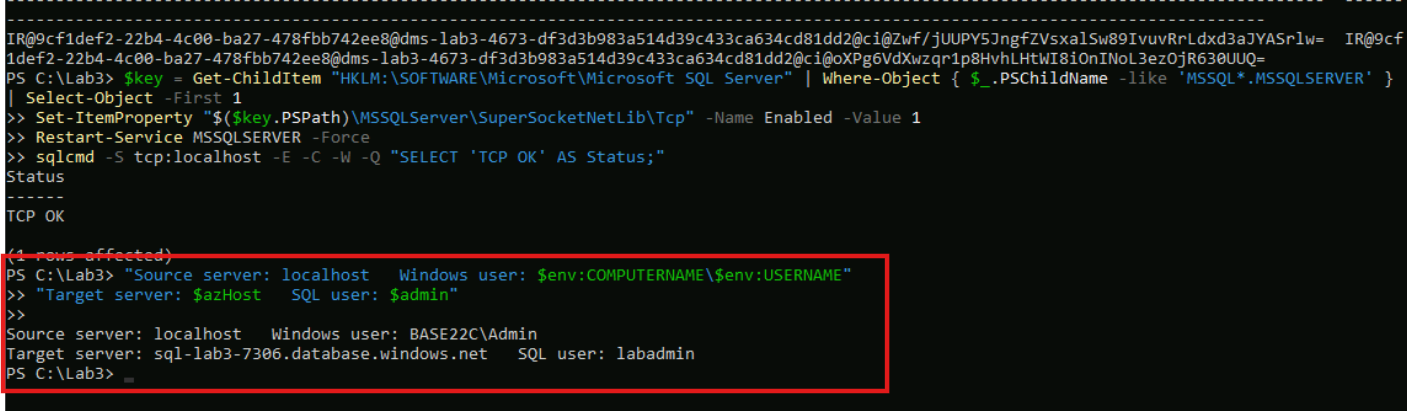 IR@9cf1def2-22b4-4c00-ba27-478fbb742ee8@dms-lab3-4673-df3d3b983a514d39c433ca634cd81dd2@ci@Zwf/jUUPY5JngfZVsxalSw89IvuvRrLdxd3aJYASrlw=  IR@9cf
1def2-22b4-4c00-ba27-478fbb742ee8@dms-lab3-4673-df3d3b983a514d39c433ca634cd81dd2@ci@oXPg6VdXwzqr1p8HvhLHtWI8iOnINoL3ezOjR630UUQ=
PS C:\Lab3> $key = Get-ChildItem "HKLM:\SOFTWARE\Microsoft\Microsoft SQL Server" | Where-Object { $_.PSChildName -like 'MSSQL*.MSSQLSERVER' }
| Select-Object -First 1
>> Set-ItemProperty "$($key.PSPath)\MSSQLServer\SuperSocketNetLib\Tcp" -Name Enabled -Value 1
>> Restart-Service MSSQLSERVER -Force
>> sqlcmd -S tcp:localhost -E -C -W -Q "SELECT 'TCP OK' AS Status;"
Status
------
TCP OK
(1 rows affected)
PS C:\Lab3> "Source server: localhost   Windows user: $env:COMPUTERNAME\$env:USERNAME"
>> "Target server: $azHost   SQL user: $admin"
>>
Source server: localhost   Windows user: BASE22C\Admin
Target server: sql-lab3-7306.database.windows.net   SQL user: labadmin
PS C:\Lab3> _